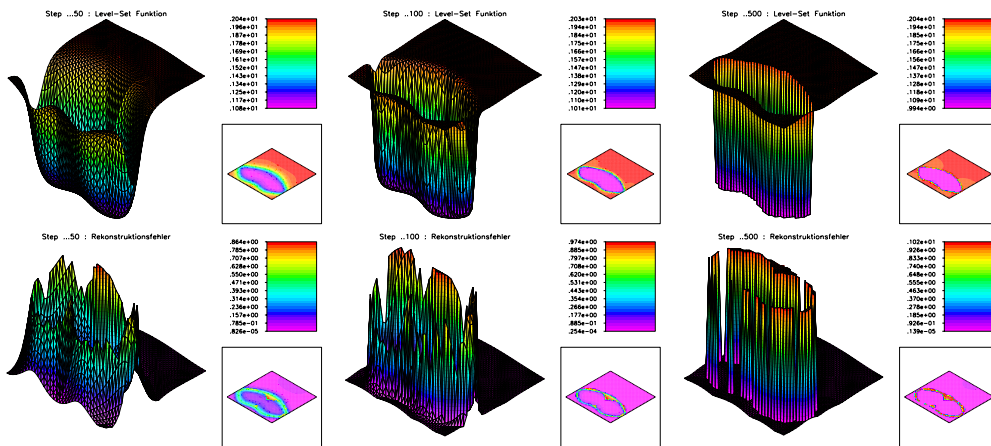 Step ...50 : Level-Set Funktion
.204e+01
.196e+01
.187e+01
.178e+01
.169e+01
.161e+01
.152e+01
.143e+01
.134e+01
.125e+01
.117e+01
.108e+01
Step ..100 : Level-Set Funktion
.203e+01
.194e+01
.185e+01
.175e+01
.166e+01
.157e+01
.147e+01
.138e+01
.129e+01
.120e+01
.110e+01
.101e+01
Step ..500 : Level-Set Funktion
.204e+01
.194e+01
.185e+01
.175e+01
.166e+01
.156e+01
.147e+01
.137e+01
.128e+01
.118e+01
.109e+01
.994e+00
Step ...50 : Rekonstruktionsfehler
.864e+00
.785e+00
.707e+00
.628e+00
.550e+00
.471e+00
.393e+00
.314e+00
.236e+00
.157e+00
.785e-01
.826e-05
Step ..100 : Rekonstruktionsfehler
.974e+00
.885e+00
.797e+00
.708e+00
.620e+00
.531e+00
.443e+00
.354e+00
.266e+00
.177e+00
.885e-01
.254e-04
Step ..500 : Rekonstruktionsfehler
.102e+01
.926e+00
.834e+00
.741e+00
.648e+00
.556e+00
.463e+00
.371e+00
.278e+00
.185e+00
.926e-01
.139e-05